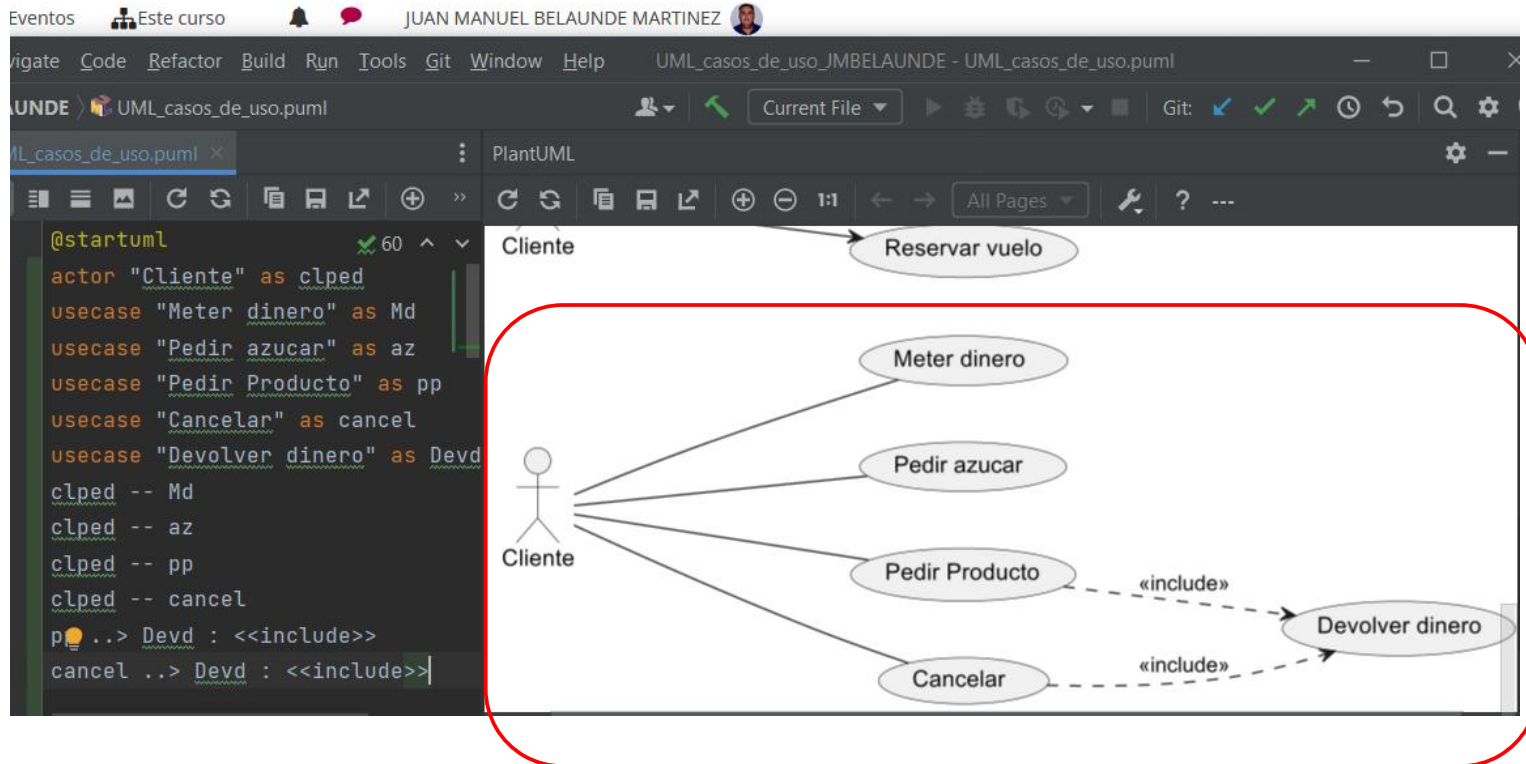 Eventos Este curso JUAN MANUEL BELAUNDE MARTINEZ
vigate Code Refactor Build Run Tools Git Window Help UML_casos_de_uso_JMBELAUNDE - UML_casos_de_uso.puml
AUNDE UML_casos_de_uso.puml Current File Git:
ML_casos_de_uso.puml PlantUML
1:1 All Pages ? ---
@startuml 60
actor "Cliente" as clped
usecase "Meter dinero" as Md
usecase "Pedir azucar" as az
usecase "Pedir Producto" as pp
usecase "Cancelar" as cancel
usecase "Devolver dinero" as Devd
clped -- Md
clped -- az
clped -- pp
clped -- cancel
p ..> Devd : <<include>>
cancel ..> Devd : <<include>>
Cliente
Reservar vuelo
Meter dinero
Pedir azucar
Cliente
Pedir Producto
«include»
Devolver dinero
«include»
Cancelar